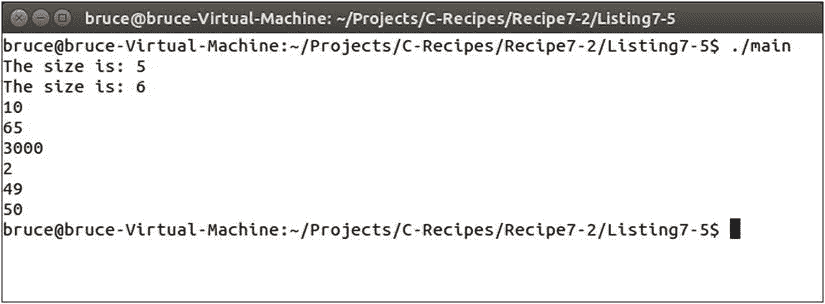 bruce@bruce-Virtual-Machine: ~/Projects/C-Recipes/Recipe7-2/Listing7-5
bruce@bruce-Virtual-Machine:~/Projects/C-Recipes/Recipe7-2/Listing7-5$ ./main
The size is: 5
The size is: 6
10
65
3000
2
49
50
bruce@bruce-Virtual-Machine:~/Projects/C-Recipes/Recipe7-2/Listing7-5$